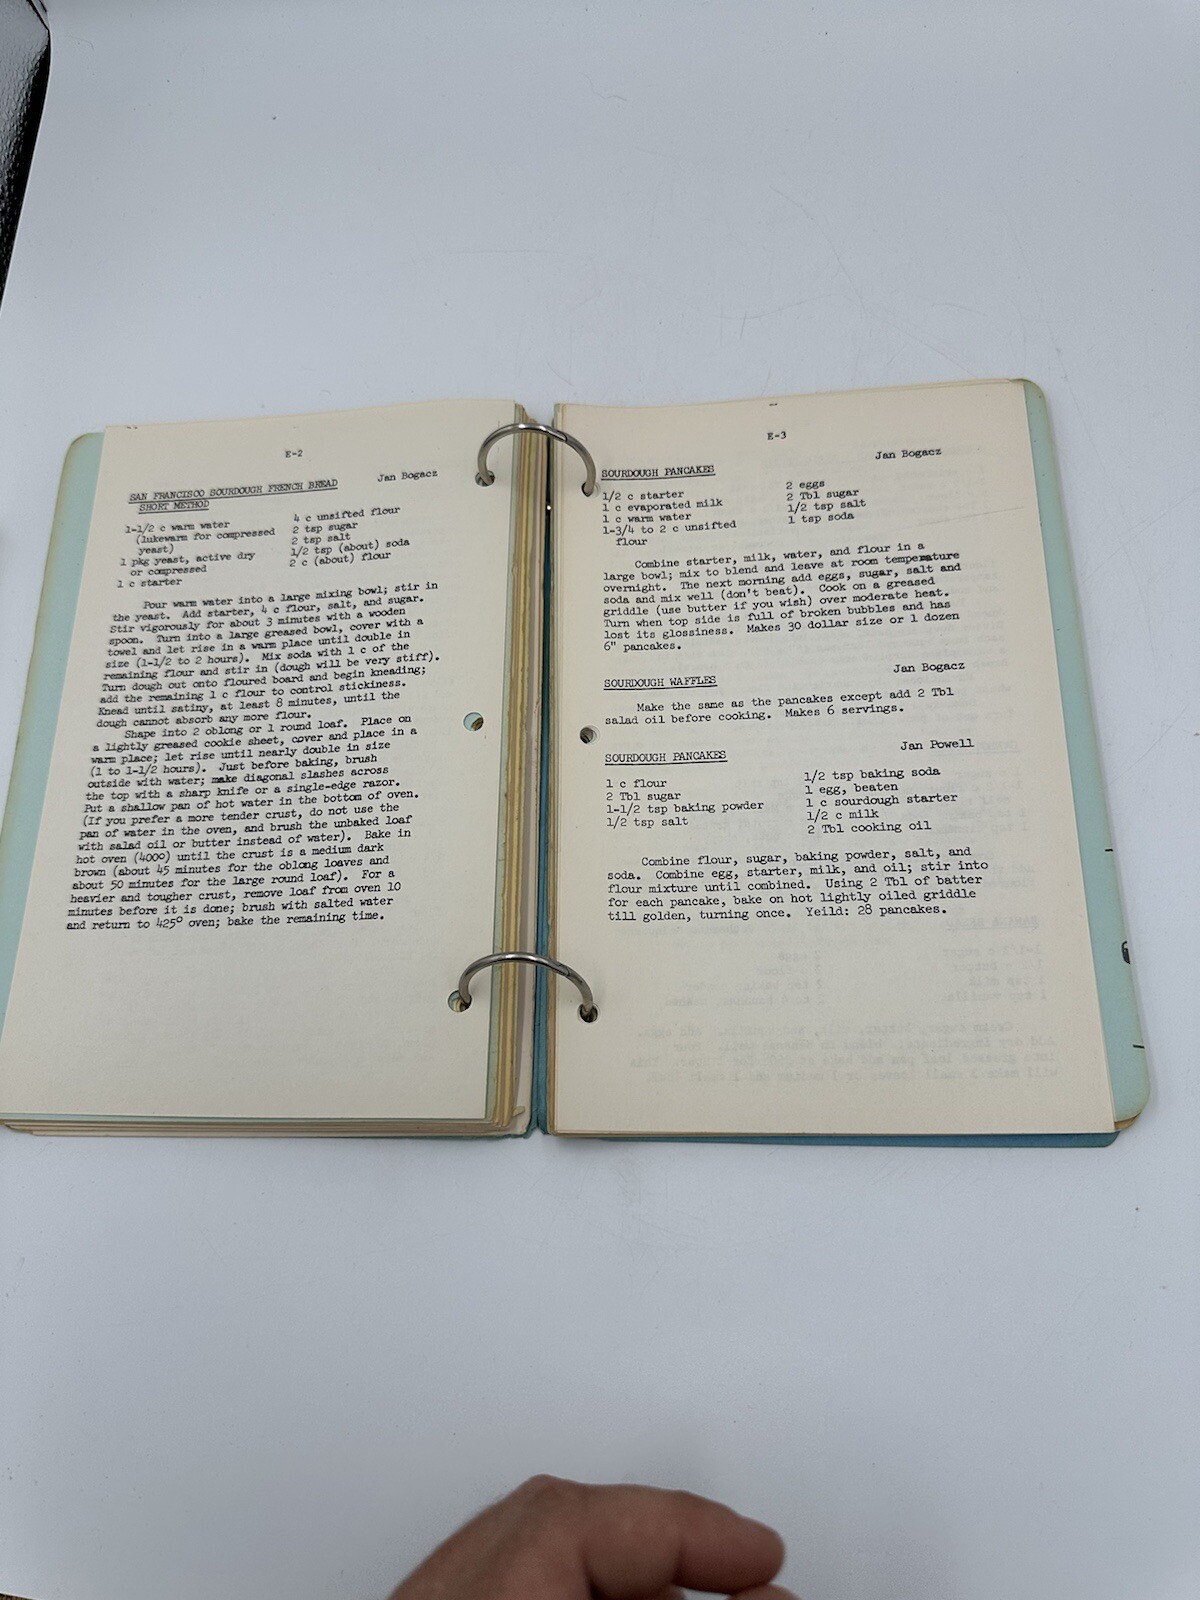 E-2
SAN FRANCISCO SOURDOUGH FRENCH BREAD Jan Bogacz
SHORT METHOD
1-1/2 c warm water
(lukewarm for compressed
yeast)
1 pkg yeast, active dry
or compressed
1 c starter
4 c unsifted flour
2 tsp sugar
2 tsp salt
1/2 tsp (about) soda
2 c (about) flour
Pour warm water into a large mixing bowl; stir in
the yeast. Add starter, 4 c flour, salt, and sugar.
Stir vigorously for about 3 minutes with a wooden
spoon. Turn into a large greased bowl, cover with a
towel and let rise in a warm place until double in
size (1-1/2 to 2 hours). Mix soda with 1 c of the
remaining flour and stir in (dough will be very stiff).
Turn dough out onto floured board and begin kneading;
add the remaining 1 c flour to control stickiness.
Knead until satiny, at least 8 minutes, until the
dough cannot absorb any more flour.
Shape into 2 oblong or 1 round loaf. Place on
a lightly greased cookie sheet, cover and place in a
warm place; let rise until nearly double in size
(1 to 1-1/2 hours). Just before baking, brush
outside with water; make diagonal slashes across
the top with a sharp knife or a single-edge razor.
Put a shallow pan of hot water in the bottom of oven.
(If you prefer a more tender crust, do not use the
pan of water in the oven, and brush the unbaked loaf
with salad oil or butter instead of water). Bake in
hot oven (400o) until the crust is a medium dark
brown (about 45 minutes for the oblong loaves and
about 50 minutes for the large round loaf). For a
heavier and tougher crust, remove loaf from oven 10
minutes before it is done; brush with salted water
and return to 425o oven; bake the remaining time.
E-3
SOURDOUGH PANCAKES Jan Bogacz
1/2 c starter
1 c evaporated milk
1 c warm water
1-3/4 to 2 c unsifted
flour
2 eggs
2 Tbl sugar
1/2 tsp salt
1 tsp soda
Combine starter, milk, water, and flour in a
large bowl; mix to blend and leave at room temperature
overnight. The next morning add eggs, sugar, salt and
soda and mix well (don't beat). Cook on a greased
griddle (use butter if you wish) over moderate heat.
Turn when top side is full of broken bubbles and has
lost its glossiness. Makes 30 dollar size or 1 dozen
6" pancakes.
SOURDOUGH WAFFLES Jan Bogacz
Make the same as the pancakes except add 2 Tbl
salad oil before cooking. Makes 6 servings.
SOURDOUGH PANCAKES Jan Powell
1 c flour
2 Tbl sugar
1-1/2 tsp baking powder
1/2 tsp salt
1/2 tsp baking soda
1 egg, beaten
1 c sourdough starter
1/2 c milk
2 Tbl cooking oil
Combine flour, sugar, baking powder, salt, and
soda. Combine egg, starter, milk, and oil; stir into
flour mixture until combined. Using 2 Tbl of batter
for each pancake, bake on hot lightly oiled griddle
till golden, turning once. Yeild: 28 pancakes.